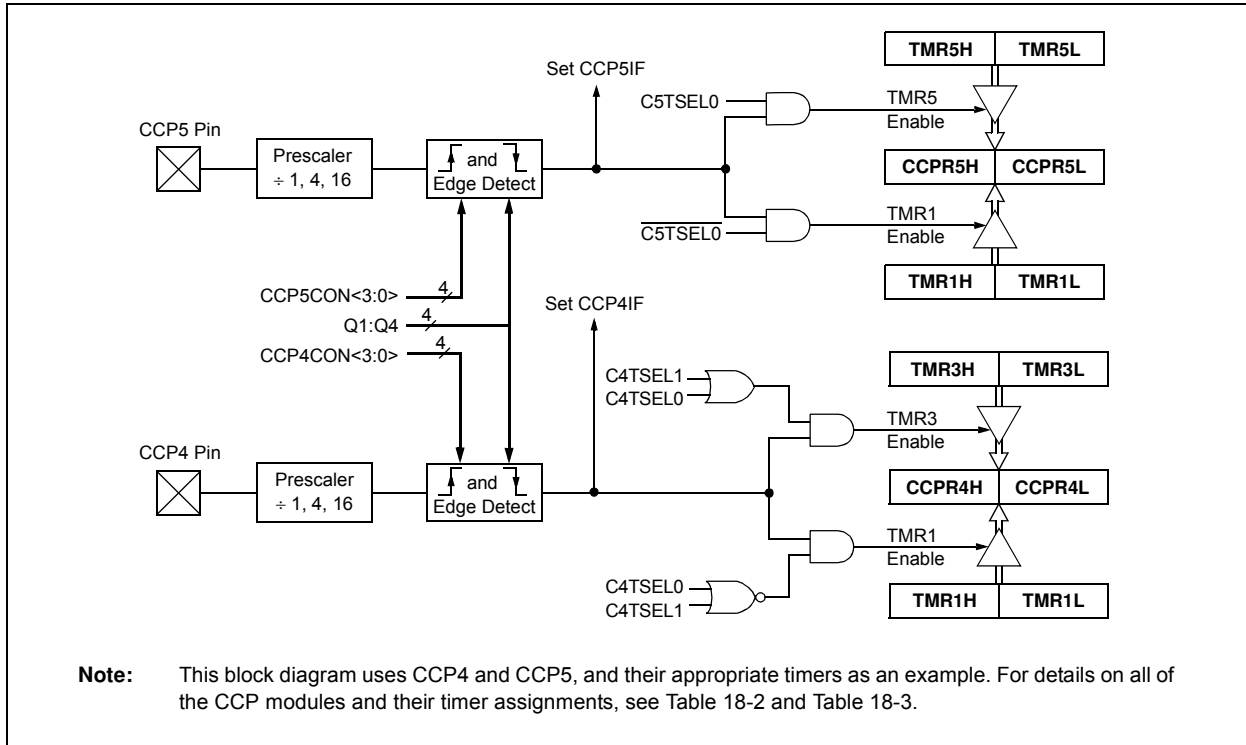 TMR5H TMR5L
Set CCP5IF
C5TSEL0
TMR5
Enable
CCP5 Pin
Prescaler
÷ 1, 4, 16
and
Edge Detect
CCPR5H CCPR5L
C5TSEL0
TMR1
Enable
TMR1H TMR1L
CCP5CON<3:0>
4
Q1:Q4
4
CCP4CON<3:0>
4
Set CCP4IF
TMR3H TMR3L
C4TSEL1
C4TSEL0
TMR3
Enable
CCP4 Pin
Prescaler
÷ 1, 4, 16
and
Edge Detect
CCPR4H CCPR4L
TMR1
Enable
C4TSEL0
C4TSEL1
TMR1H TMR1L
Note: This block diagram uses CCP4 and CCP5, and their appropriate timers as an example. For details on all of
the CCP modules and their timer assignments, see Table 18-2 and Table 18-3.